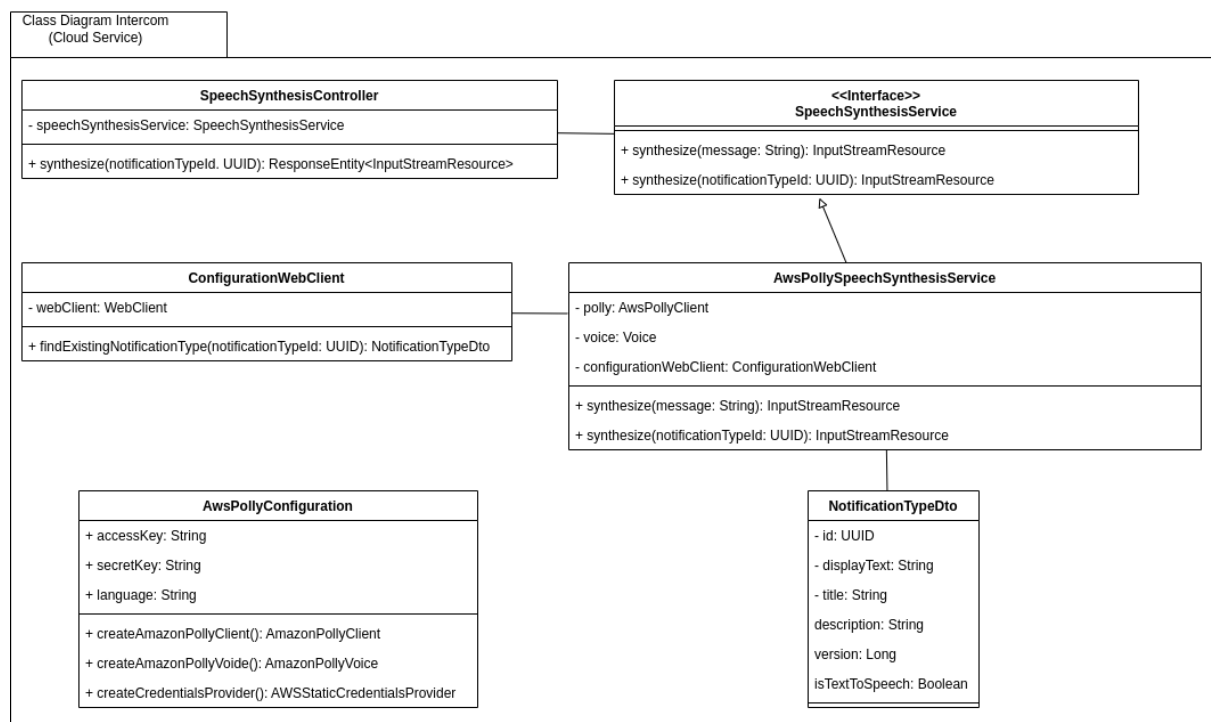 Class Diagram Intercom
(Cloud Service)
SpeechSynthesisController
- speechSynthesisService: SpeechSynthesisService
+ synthesize(notificationTypeId. UUID): ResponseEntity<InputStreamResource>
<<Interface>>
SpeechSynthesisService
+ synthesize(message: String): InputStreamResource
+ synthesize(notificationTypeId: UUID): InputStreamResource
ConfigurationWebClient
- webClient: WebClient
+ findExistingNotificationType(notificationTypeId: UUID): NotificationTypeDto
AwsPollySpeechSynthesisService
- polly: AwsPollyClient
- voice: Voice
- configurationWebClient: ConfigurationWebClient
+ synthesize(message: String): InputStreamResource
+ synthesize(notificationTypeId: UUID): InputStreamResource
AwsPollyConfiguration
+ accessKey: String
+ secretKey: String
+ language: String
+ createAmazonPollyClient(): AmazonPollyClient
+ createAmazonPollyVoide(): AmazonPollyVoice
+ createCredentialsProvider(): AWSStaticCredentialsProvider
NotificationTypeDto
- id: UUID
- displayText: String
- title: String
description: String
version: Long
isTextToSpeech: Boolean